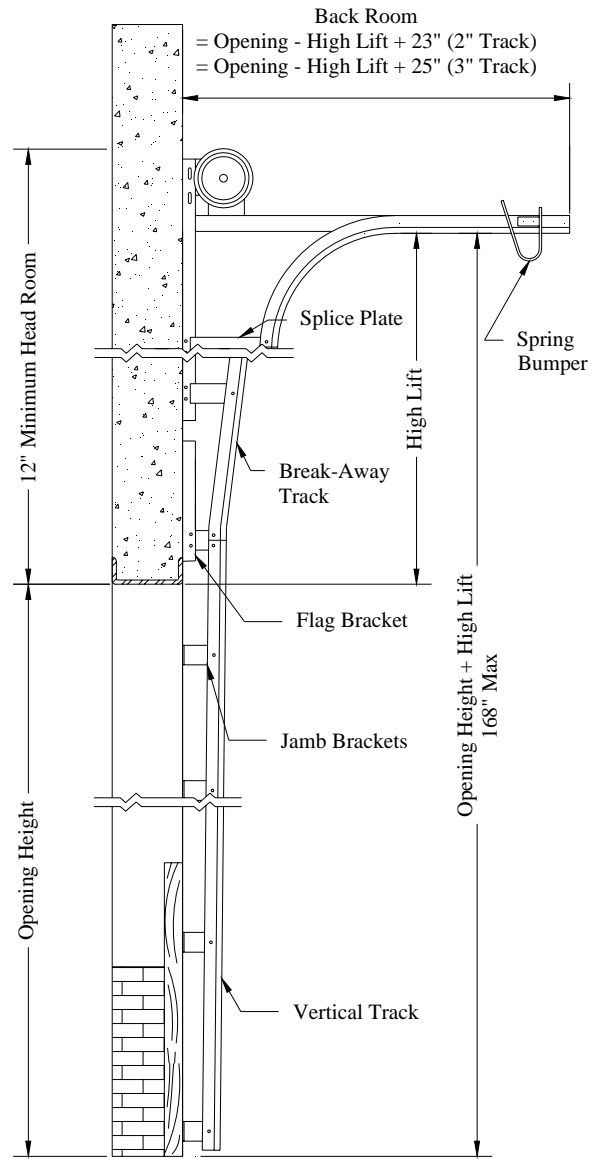 Back Room
= Opening - High Lift + 23" (2" Track)
= Opening - High Lift + 25" (3" Track)
12" Minimum Head Room
Splice Plate
Spring
Bumper
High Lift
Break-Away
Track
Flag Bracket
Opening Height + High Lift
168" Max
Jamb Brackets
Opening Height
Vertical Track